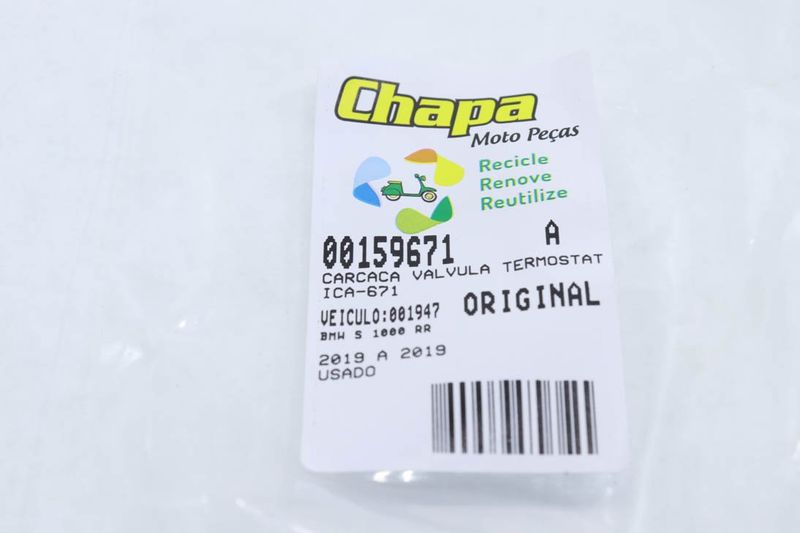 Chapa
Moto Peças
Recicle
Renove
Reutilize
00159671 A
CARCACA VALVULA TERMOSTAT
ICA-671
VEICULO:001947 ORIGINAL
BMW S 1000 RR
2019 A 2019
USADO